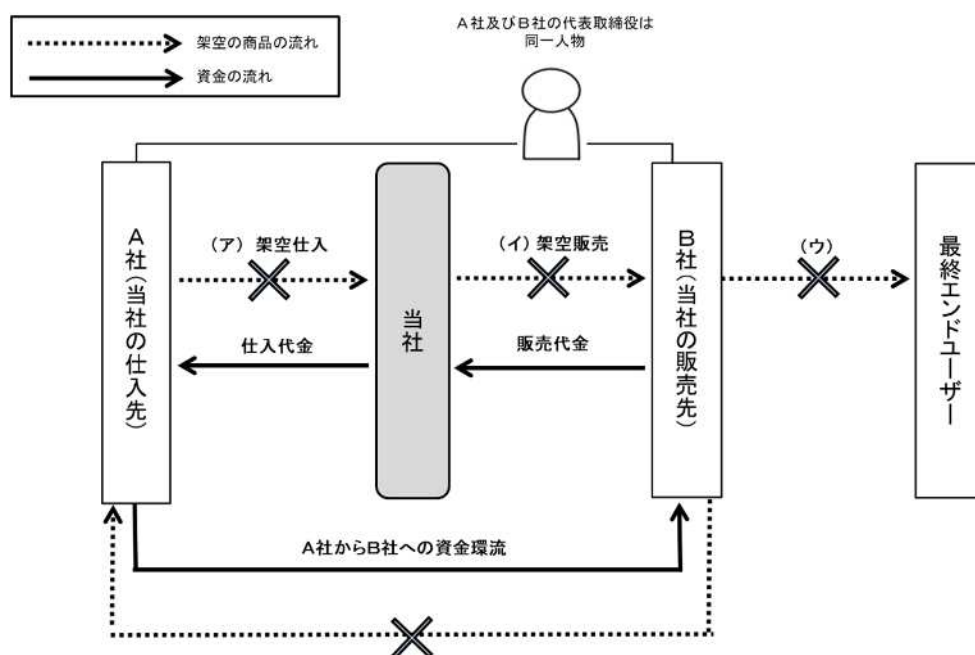 架空の商品の流れ
資金の流れ
A社及びB社の代表取締役は
同一人物
A社(当社の仕入先)
(ア) 架空仕入
仕入代金
当社
(イ) 架空販売
販売代金
B社(当社の販売先)
(ウ)
最終エンドユーザー
A社からB社への資金環流